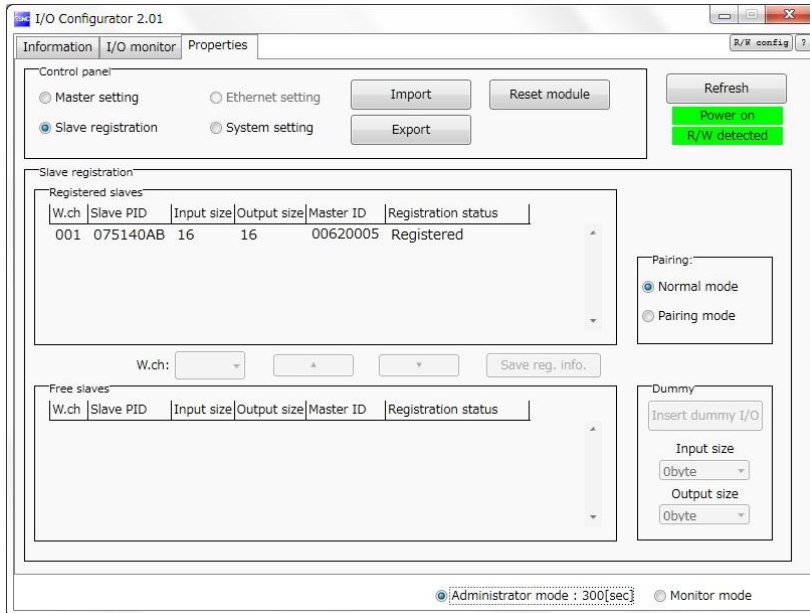 I/O Configurator 2.01
Information I/O monitor Properties R/W config ?
Control panel
Master setting Ethernet setting Import Reset module Refresh
Slave registration System setting Export Power on
R/W detected
Slave registration
Registered slaves
W.ch Slave PID Input size Output size Master ID Registration status
001 075140AB 16 16 00620005 Registered
Pairing:
Normal mode
Pairing mode
W.ch: Save reg. info.
Free slaves
W.ch Slave PID Input size Output size Master ID Registration status
Dummy
Insert dummy I/O
Input size
0byte
Output size
0byte
Administrator mode : 300[sec] Monitor mode